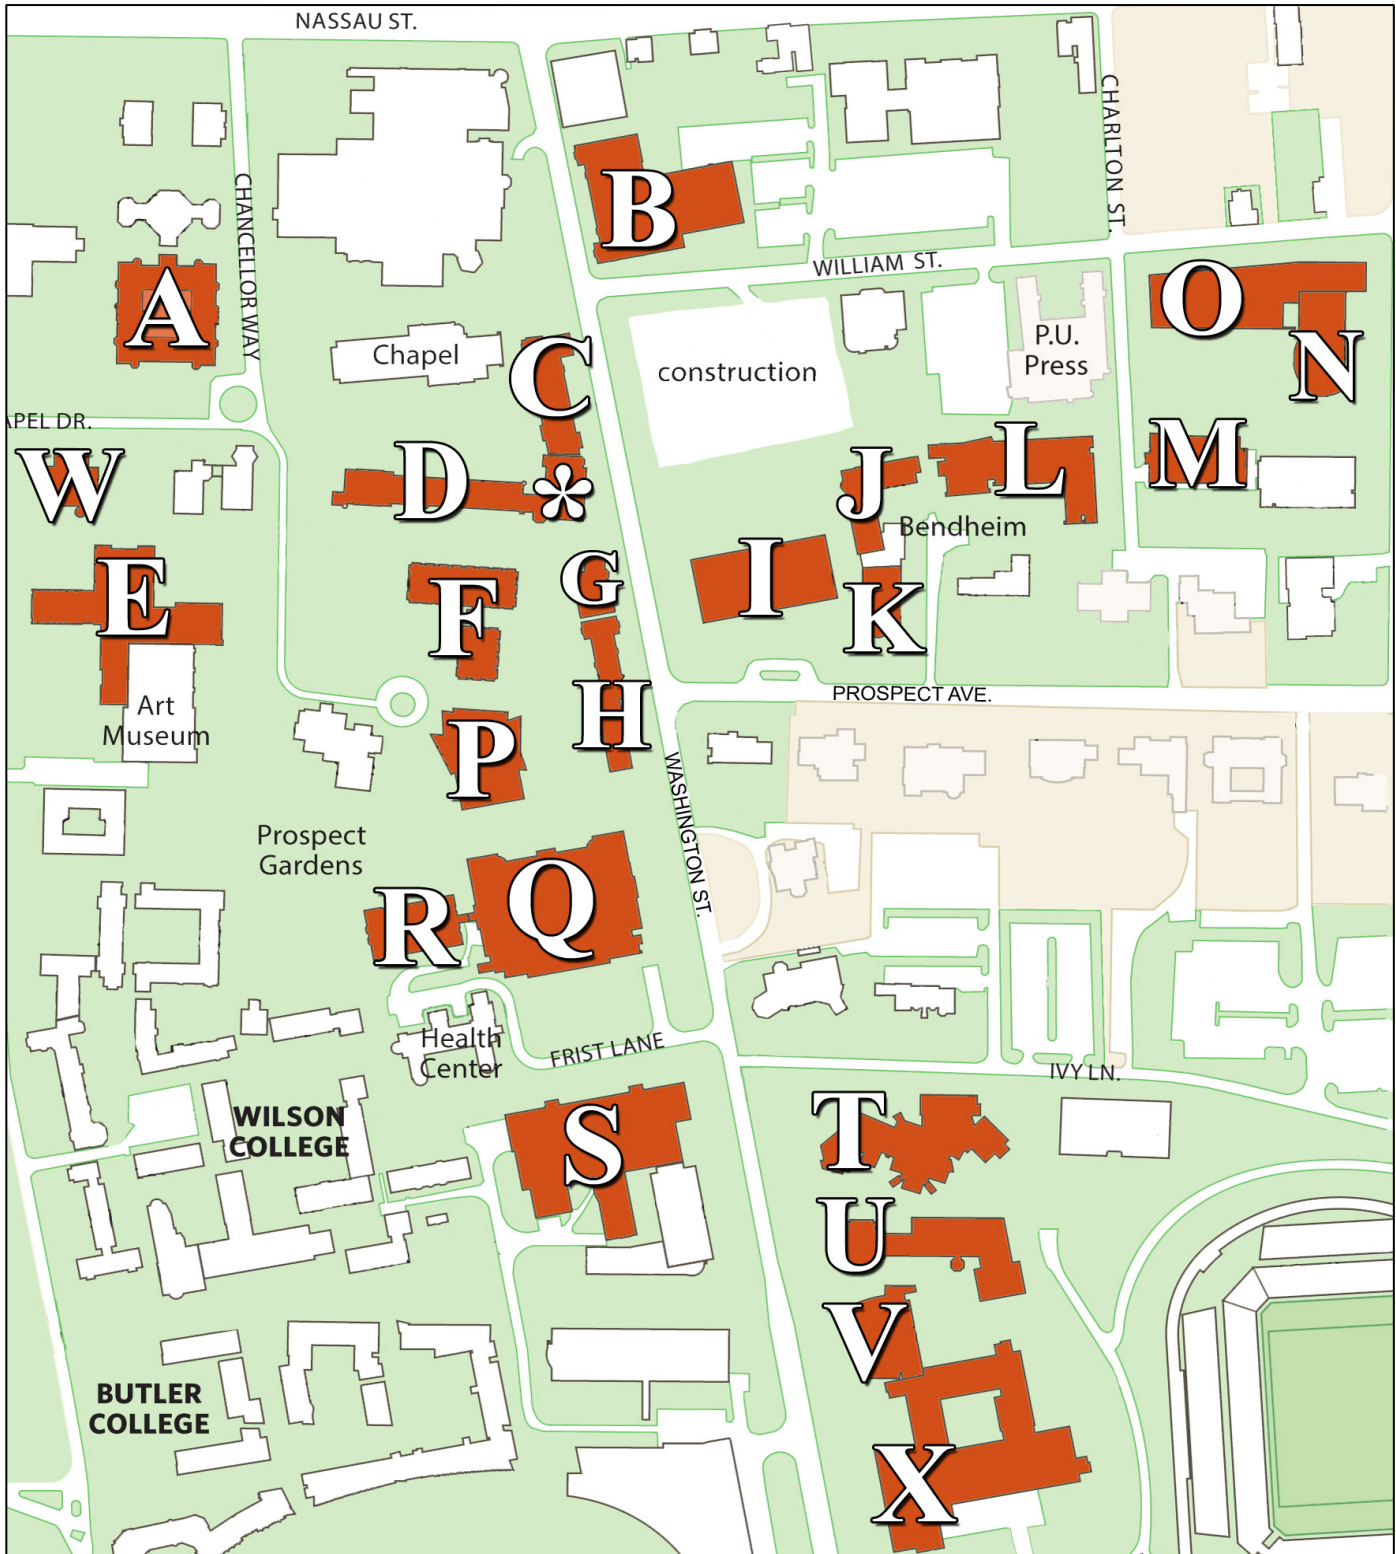 NASSAU ST.
CHARLTON ST.
CHANCELLOR WAY
B
WILLIAM ST.
A
O
P.U.
Press
N
Chapel
C
construction
APEL DR.
W
D
*
J
L
M
Bendheim
E
F
G
I
K
Art
Museum
H
PROSPECT AVE.
P
WASHINGTON ST.
Prospect
Gardens
R
Q
Health
Center
FRIST LANE
IVY LN.
WILSON
COLLEGE
S
T
U
V
BUTLER
COLLEGE
X